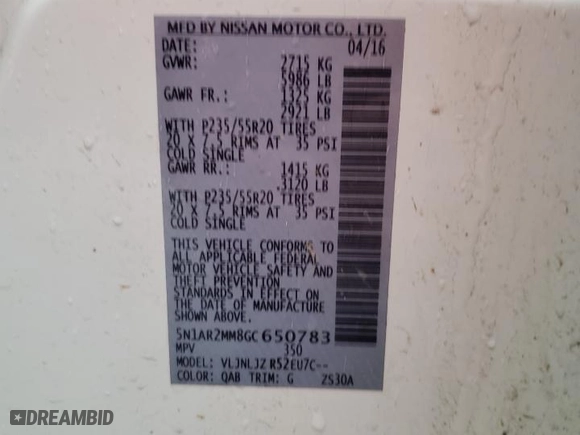 MFD BY NISSAN MOTOR CO., LTD.
DATE: 04/16
GVWR: 2715 KG
5986 LB
GAWR FR.: 1325 KG
2921 LB
WITH P235/55R20 TIRES
20 X 7.5 RIMS AT 35 PSI
COLD SINGLE
GAWR RR.: 1415 KG
3120 LB
WITH P235/55R20 TIRES
20 X 7.5 RIMS AT 35 PSI
COLD SINGLE
THIS VEHICLE CONFORMS TO
ALL APPLICABLE FEDERAL
MOTOR VEHICLE SAFETY AND
THEFT PREVENTION
STANDARDS IN EFFECT ON
THE DATE OF MANUFACTURE
SHOWN ABOVE.
5N1AR2MM8GC650783
MPV 350
MODEL: VLJNLJZ R52EU7C--
COLOR: QAB TRIM: G ZS30A
DREAMBID